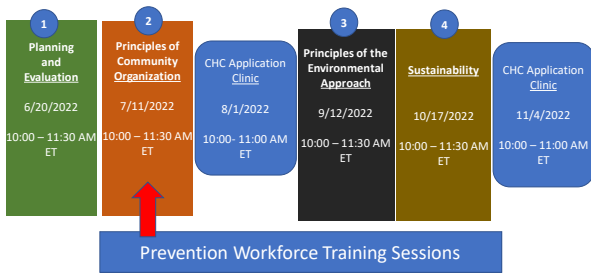 1
Planning
and
Evaluation
6/20/2022
10:00 – 11:30 AM
ET
2
Principles of
Community
Organization
7/11/2022
10:00 – 11:30 AM
ET
CHC Application
Clinic
8/1/2022
10:00- 11:00 AM
ET
3
Principles of the
Environmental
Approach
9/12/2022
10:00 – 11:30 AM
ET
4
Sustainability
10/17/2022
10:00 – 11:30 AM
ET
CHC Application
Clinic
11/4/2022
10:00 – 11:00 AM
ET
Prevention Workforce Training Sessions